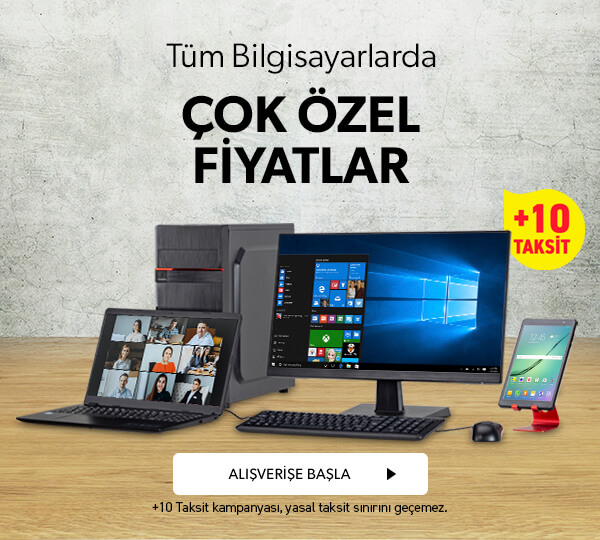 Tüm Bilgisayarlarda
ÇOK ÖZEL
FİYATLAR
+10
TAKSİT
ALIŞVERİŞE BAŞLA
+10 Taksit kampanyası, yasal taksit sınırını geçemez.